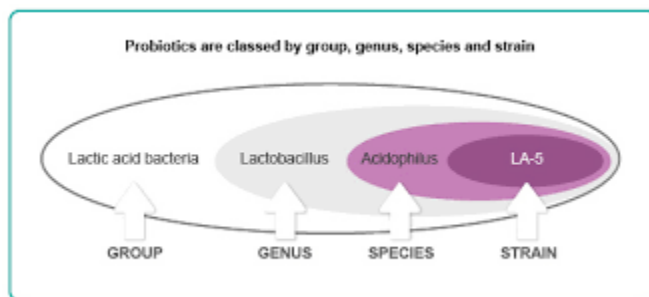 Probiotics are classed by group, genus, species and strain
Lactic acid bacteria Lactobacillus Acidophilus LA-5
GROUP GENUS SPECIES STRAIN